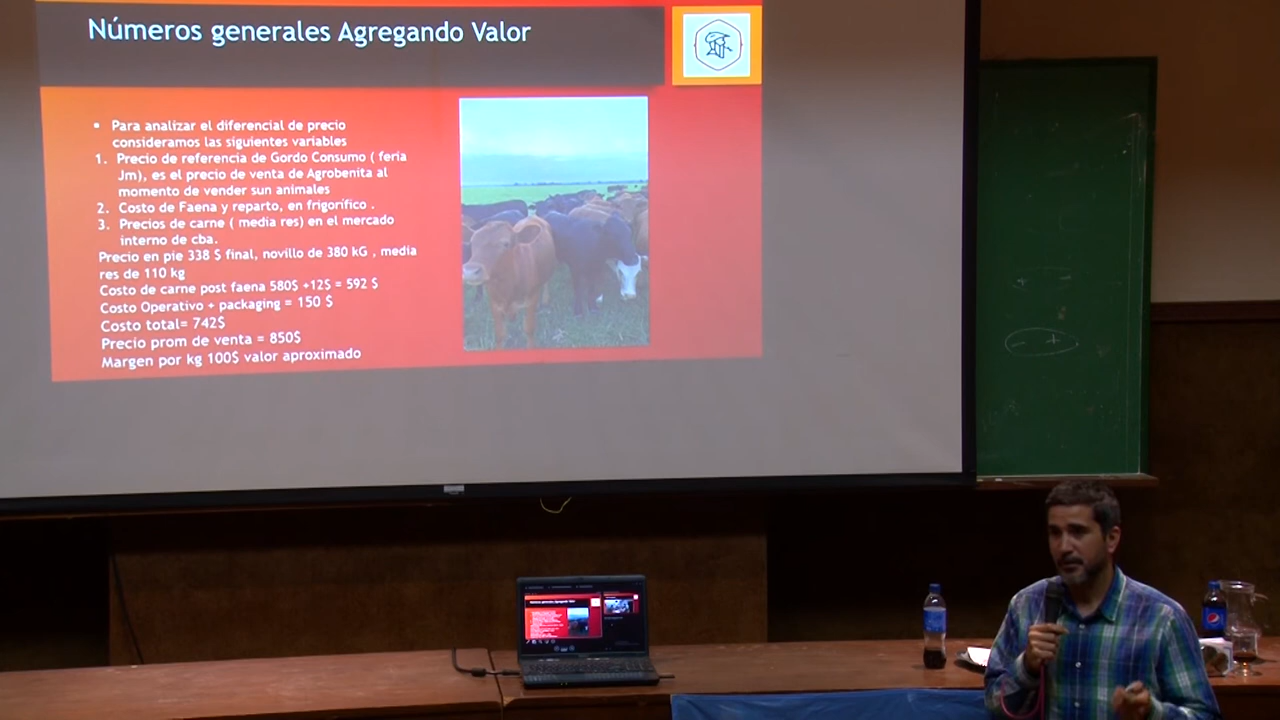 Números generales Agregando Valor
• Para analizar el diferencial de precio
consideramos las siguientes variables
1. Precio de referencia de Gordo Consumo ( feria
Jm), es el precio de venta de Agrobenita al
momento de vender sun animales
2. Costo de Faena y reparto, en frigorífico .
3. Precios de carne ( media res) en el mercado
interno de cba.
Precio en pie 338 $ final, novillo de 380 kG , media
res de 110 kg
Costo de carne post faena 580$ +12$ = 592 $
Costo Operativo + packaging = 150 $
Costo total= 742$
Precio prom de venta = 850$
Margen por kg 100$ valor aproximado
Números generales Agregando Valor